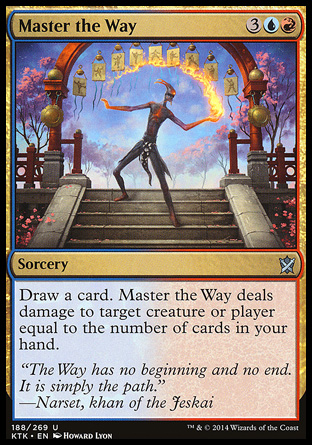 Master the Way 3
Sorcery
Draw a card. Master the Way deals
damage to target creature or player
equal to the number of cards in your
hand.
“The Way has no beginning and no end.
It is simply the path.”
—Narset, khan of the Jeskai
188/269 U
KTK • EN Howard Lyon
™ & © 2014 Wizards of the Coast